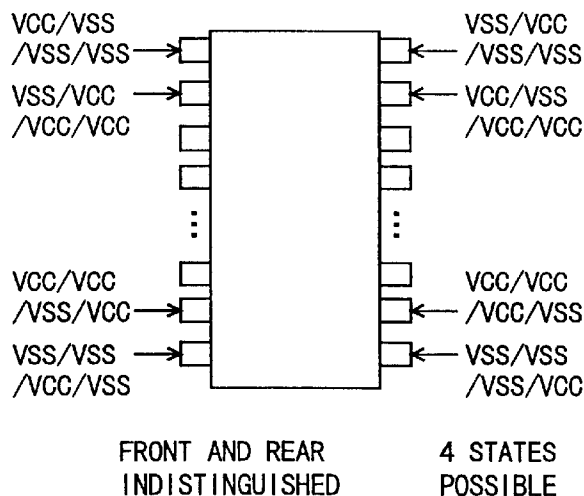 VCC/VSS
/VSS/VSS
VSS/VCC
/VCC/VCC
VCC/VCC
/VSS/VCC
VSS/VSS
/VCC/VSS
VSS/VCC
/VSS/VSS
VCC/VSS
/VCC/VCC
VCC/VCC
/VCC/VSS
VSS/VSS
/VSS/VCC
FRONT AND REAR
INDISTINGUISHED
4 STATES
POSSIBLE